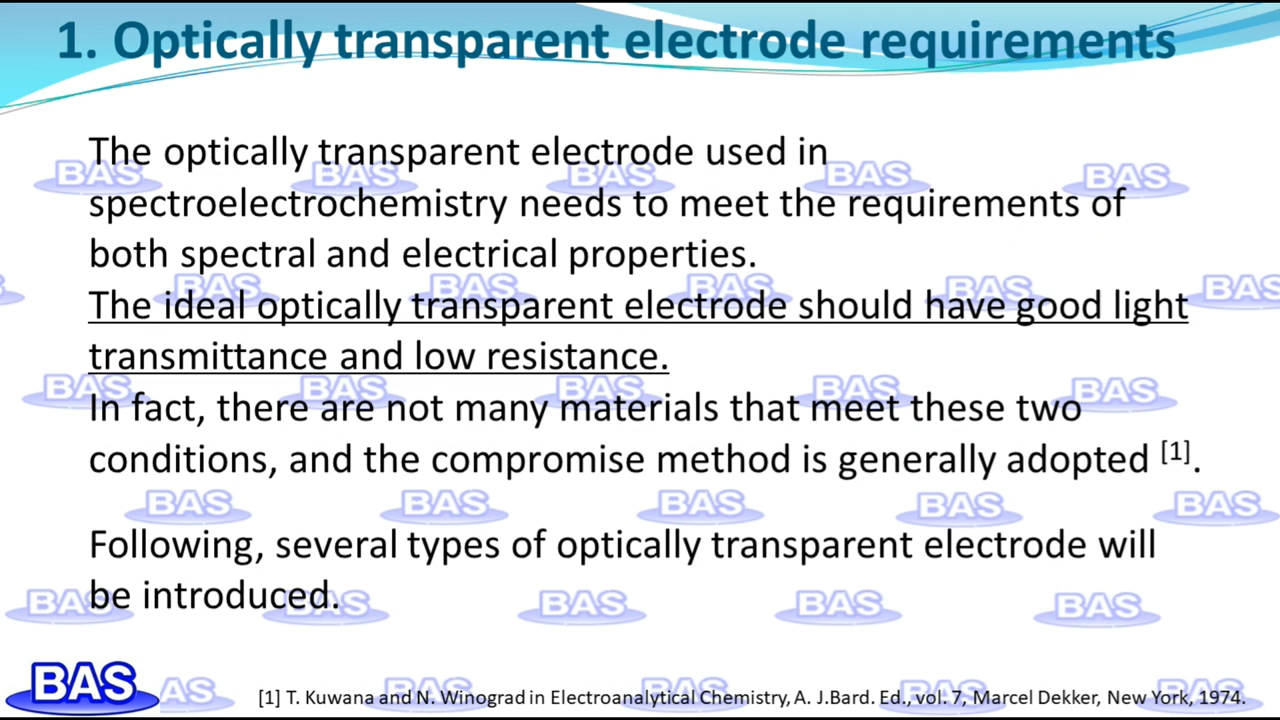 1. Optically transparent electrode requirements
The optically transparent electrode used in
spectroelectrochemistry needs to meet the requirements of
both spectral and electrical properties.
The ideal optically transparent electrode should have good light
transmittance and low resistance.
In fact, there are not many materials that meet these two
conditions, and the compromise method is generally adopted [1].
Following, several types of optically transparent electrode will
be introduced.
BAS
[1] T. Kuwana and N. Winograd in Electroanalytical Chemistry, A. J.Bard. Ed., vol. 7, Marcel Dekker, New York, 1974.